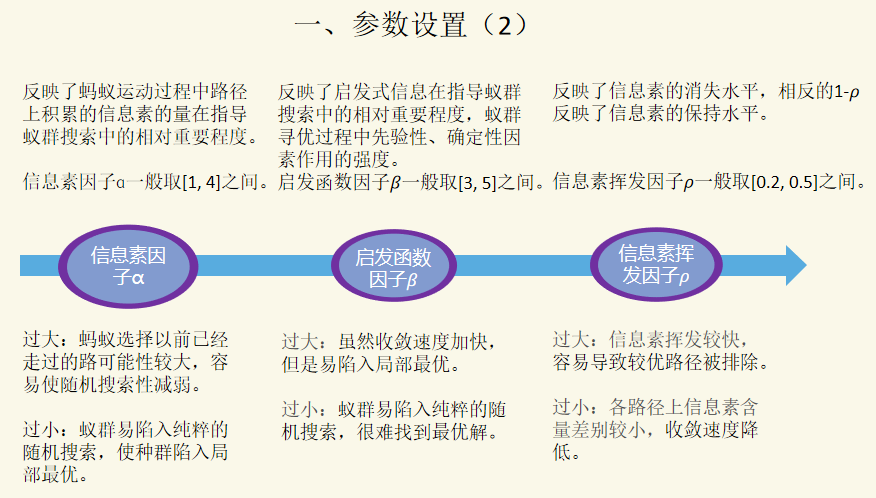 一、参数设置（2）
反映了蚂蚁运动过程中路径
上积累的信息素的量在指导
蚁群搜索中的相对重要程度。
信息素因子α一般取[1, 4]之间。
反映了启发式信息在指导蚁群
搜索中的相对重要程度，蚁群
寻优过程中先验性、确定性因
素作用的强度。
启发函数因子β一般取[3, 5]之间。
反映了信息素的消失水平，相反的1-ρ
反映了信息素的保持水平。
信息素挥发因子ρ一般取[0.2, 0.5]之间。
信息素因
子α
启发函数
因子β
信息素挥
发因子ρ
过大：蚂蚁选择以前已经
走过的路可能性较大，容
易使随机搜索性减弱。
过小：蚁群易陷入纯粹的
随机搜索，使种群陷入局
部最优。
过大：虽然收敛速度加快，
但是易陷入局部最优。
过小：蚁群易陷入纯粹的随
机搜索，很难找到最优解。
过大：信息素挥发较快，
容易导致较优路径被排除。
过小：各路径上信息素含
量差别较小，收敛速度降
低。